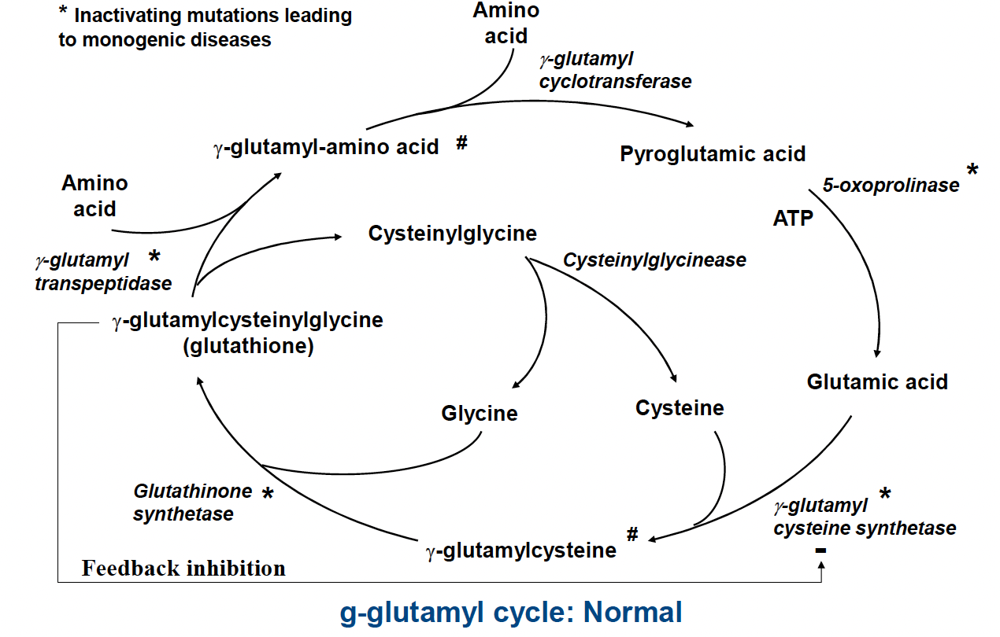 * Inactivating mutations leading
to monogenic diseases
Amino
acid
γ-glutamyl
cyclotransferase
γ-glutamyl-amino acid #
Pyroglutamic acid
Amino
acid
5-oxoprolinase *
ATP
Cysteinylglycine
γ-glutamyl *
transpeptidase
Cysteinylglycinease
γ-glutamylcysteinylglycine
(glutathione)
Glutamic acid
Glycine
Cysteine
Glutathinone *
synthetase
γ-glutamyl *
cysteine synthetase
-
γ-glutamylcysteine #
Feedback inhibition
g-glutamyl cycle: Normal